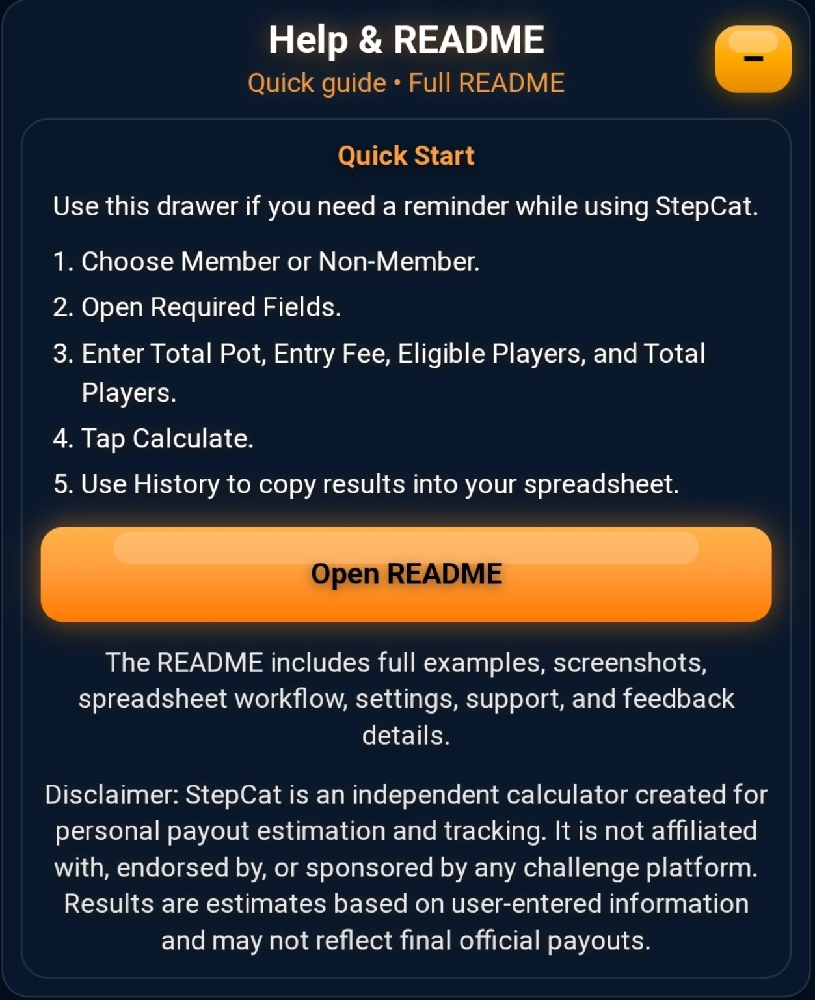 Help & README
–
Quick guide • Full README
Quick Start
Use this drawer if you need a reminder while using StepCat.
1. Choose Member or Non-Member.
2. Open Required Fields.
3. Enter Total Pot, Entry Fee, Eligible Players, and Total
Players.
4. Tap Calculate.
5. Use History to copy results into your spreadsheet.
Open README
The README includes full examples, screenshots,
spreadsheet workflow, settings, support, and feedback
details.
Disclaimer: StepCat is an independent calculator created for
personal payout estimation and tracking. It is not affiliated
with, endorsed by, or sponsored by any challenge platform.
Results are estimates based on user-entered information
and may not reflect final official payouts.